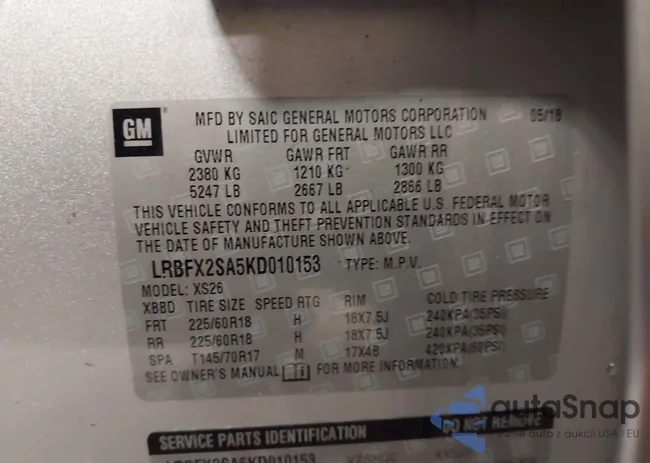 GM
MFD BY SAIC GENERAL MOTORS CORPORATION 05/18
LIMITED FOR GENERAL MOTORS LLC
GVWR GAWR FRT GAWR RR
2380 KG 1210 KG 1300 KG
5247 LB 2667 LB 2866 LB
THIS VEHICLE CONFORMS TO ALL APPLICABLE U.S. FEDERAL MOTOR
VEHICLE SAFETY AND THEFT PREVENTION STANDARDS IN EFFECT ON
THE DATE OF MANUFACTURE SHOWN ABOVE.
LRBFX2SA5KD010153 TYPE: M.P.V.
MODEL: XS26
XBBD TIRE SIZE SPEED RTG RIM COLD TIRE PRESSURE
FRT 225/60R18 H 18X7.5J 240KPA(35PSI)
RR 225/60R18 H 18X7.5J 240KPA(35PSI)
SPA T145/70R17 M 17X4B 420KPA(60PSI)
SEE OWNER'S MANUAL FOR MORE INFORMATION
autaSnap
DO NOT REMOVE
SERVICE PARTS IDENTIFICATION
LRBFX2SA5KD010153